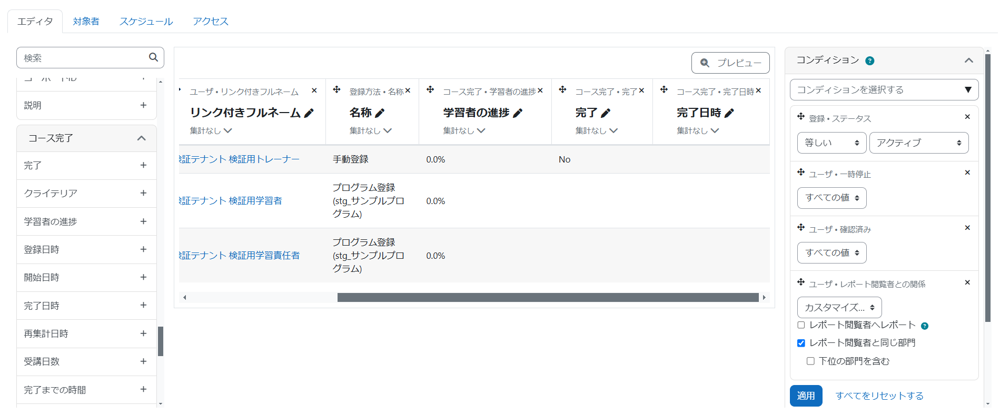 エディタ
対象者
スケジュール
アクセス
検索
説明
コース完了
完了
クライテリア
学習者の進捗
登録日時
開始日時
完了日時
再集計日時
受講日数
完了までの時間
プレビュー
ユーザ • リンク付きフルネーム
リンク付きフルネーム
集計なし
登録方法 • 名称
名称
集計なし
コース完了 • 学習者の進捗
学習者の進捗
集計なし
コース完了 • 完了
完了
集計なし
コース完了 • 完了日時
完了日時
集計なし
検証テナント 検証用トレーナー
手動登録
0.0%
No
検証テナント 検証用学習者
プログラム登録
(stg_サンプルプロ
グラム)
0.0%
検証テナント 検証用学習責任者
プログラム登録
(stg_サンプルプロ
グラム)
0.0%
コンディション
コンディションを選択する
登録 • ステータス
等しい
アクティブ
ユーザ • 一時停止
すべての値
ユーザ • 確認済み
すべての値
ユーザ • レポート閲覧者との関係
カスタマイズ...
レポート閲覧者へレポート
レポート閲覧者と同じ部門
下位の部門を含む
適用
すべてをリセットする